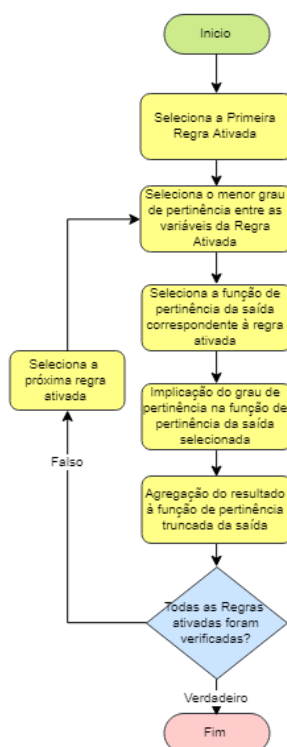 Inicio
Seleciona a Primeira
Regra Ativada
Seleciona o menor grau
de pertinência entre as
variáveis da Regra
Ativada
Seleciona a função de
pertinência da saída
correspondente à regra
ativada
Seleciona a
próxima regra
ativada
Implicação do grau de
pertinência na função de
pertinência da saída
selecionada
Falso
Agregação do resultado
à função de pertinência
truncada da saída
Todas as Regras
ativadas foram
verificadas?
Verdadeiro
Fim